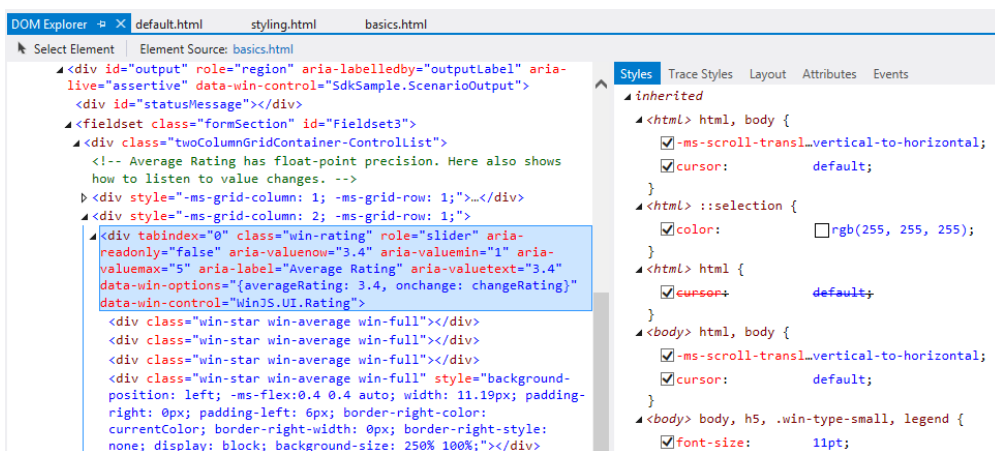 DOM Explorer default.html styling.html basics.html
Select Element Element Source: basics.html
<div id="output" role="region" aria-labelledby="outputLabel" aria-
live="assertive" data-win-control="SdkSample.ScenarioOutput">
<div id="statusMessage"></div>
<fieldset class="formSection" id="Fieldset3">
<div class="twoColumnGridContainer-ControlList">
<!-- Average Rating has float-point precision. Here also shows
how to listen to value changes. -->
<div style="-ms-grid-column: 1; -ms-grid-row: 1;">…</div>
<div style="-ms-grid-column: 2; -ms-grid-row: 1;">
<div tabindex="0" class="win-rating" role="slider" aria-
readonly="false" aria-valuenow="3.4" aria-valuemin="1" aria-
valuemax="5" aria-label="Average Rating" aria-valuetext="3.4"
data-win-options="{averageRating: 3.4, onchange: changeRating}"
data-win-control="WinJS.UI.Rating">
<div class="win-star win-average win-full"></div>
<div class="win-star win-average win-full"></div>
<div class="win-star win-average win-full"></div>
<div class="win-star win-average win-full" style="background-
position: left; -ms-flex:0.4 0.4 auto; width: 11.19px; padding-
right: 0px; padding-left: 6px; border-right-color:
currentColor; border-right-width: 0px; border-right-style:
none; display: block; background-size: 250% 100%;"></div>
Styles Trace Styles Layout Attributes Events
inherited
<html> html, body {
-ms-scroll-transl…vertical-to-horizontal;
cursor: default;
}
<html> ::selection {
color: rgb(255, 255, 255);
}
<html> html {
cursor: default;
}
<body> html, body {
-ms-scroll-transl…vertical-to-horizontal;
cursor: default;
}
<body> body, h5, .win-type-small, legend {
font-size: 11pt;